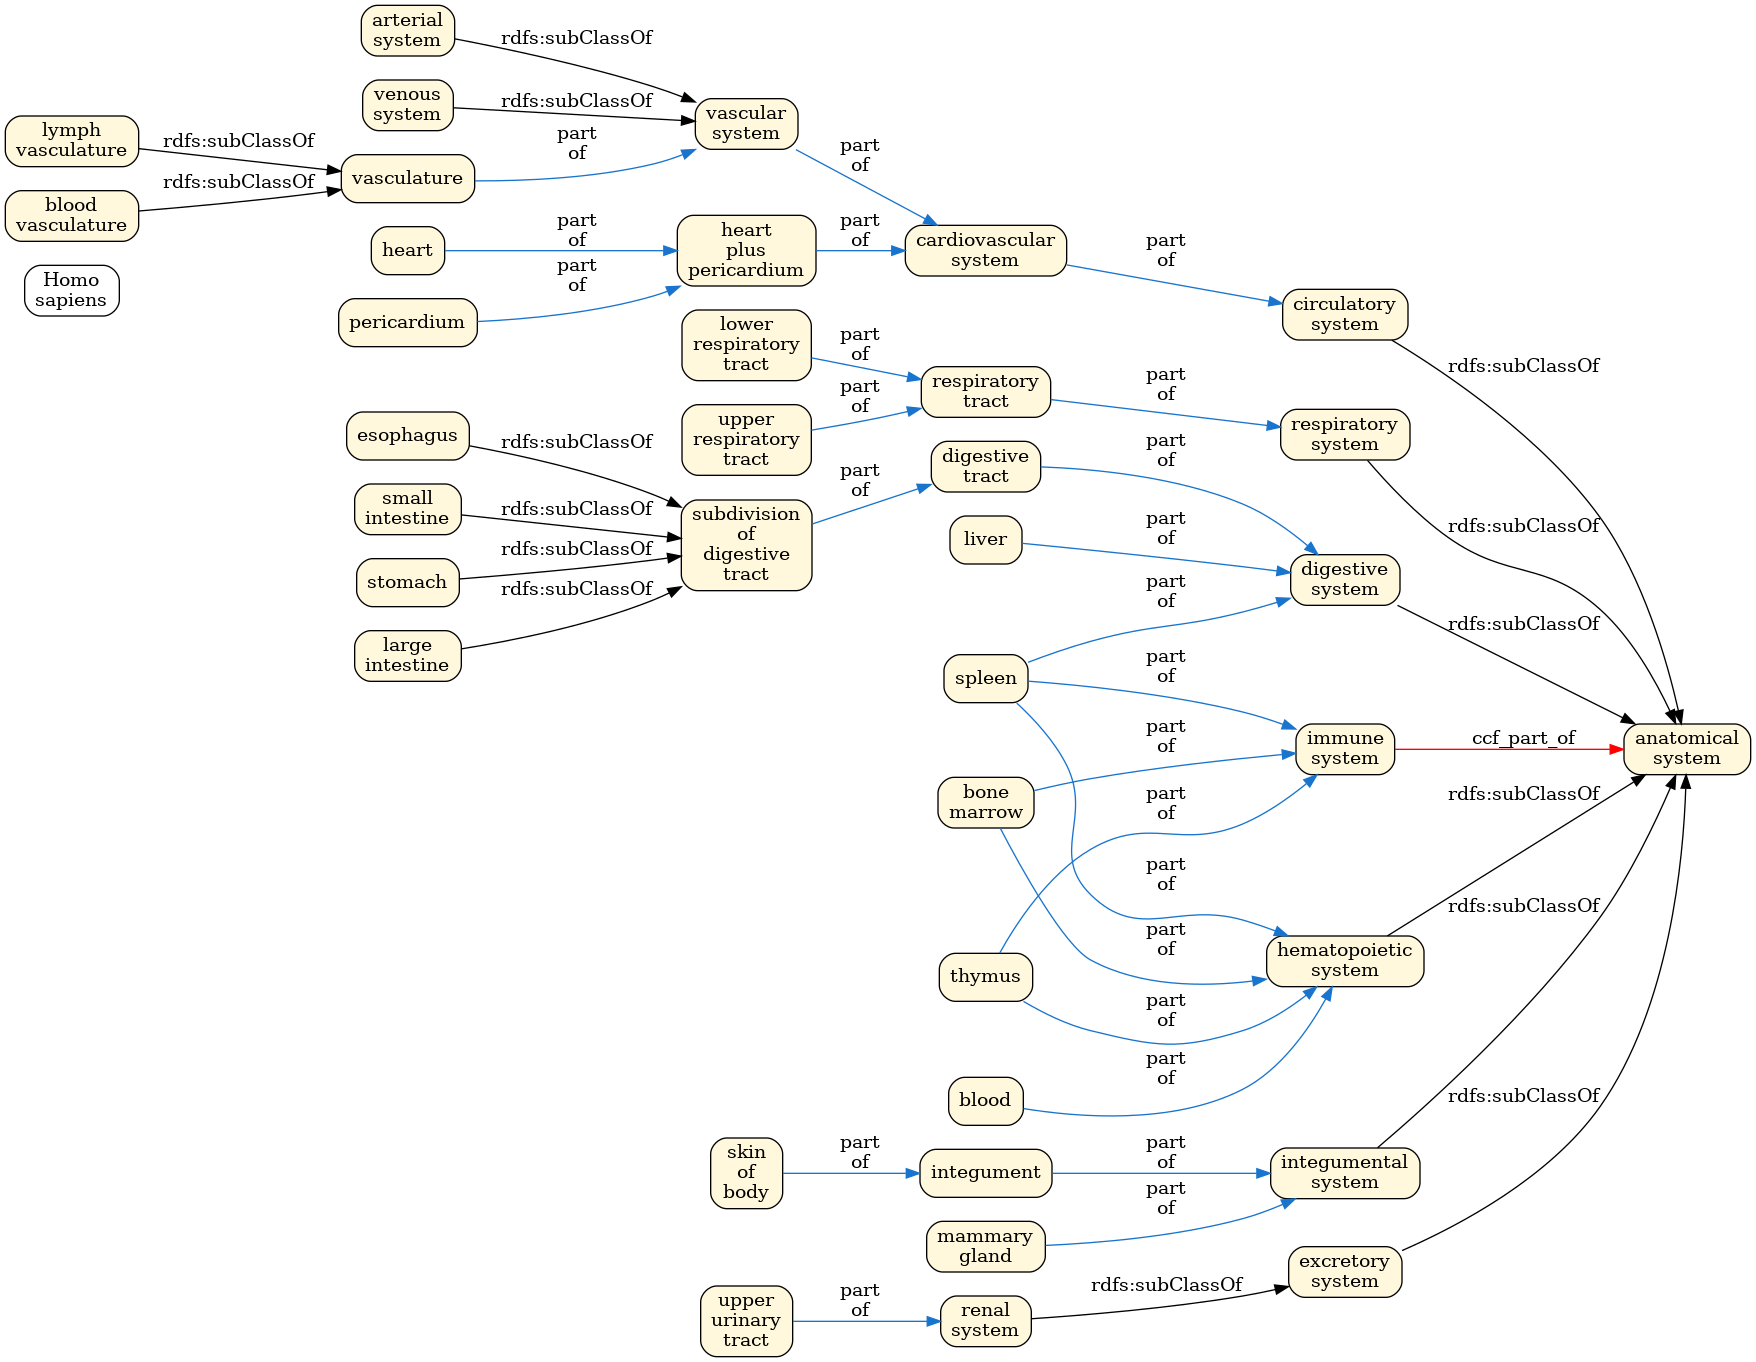 arterial
system
rdfs:subClassOf
venous
system
rdfs:subClassOf
vascular
system
lymph
vasculature
rdfs:subClassOf
vasculature
part
of
part
of
blood
vasculature
rdfs:subClassOf
heart
part
of
heart
plus
pericardium
part
of
cardiovascular
system
part
of
Homo
sapiens
pericardium
part
of
circulatory
system
rdfs:subClassOf
lower
respiratory
tract
part
of
respiratory
tract
part
of
respiratory
system
rdfs:subClassOf
upper
respiratory
tract
part
of
esophagus
rdfs:subClassOf
small
intestine
rdfs:subClassOf
stomach
rdfs:subClassOf
large
intestine
rdfs:subClassOf
subdivision
of
digestive
tract
part
of
digestive
tract
part
of
liver
part
of
digestive
system
rdfs:subClassOf
spleen
part
of
part
of
part
of
immune
system
ccf_part_of
anatomical
system
bone
marrow
part
of
part
of
thymus
part
of
part
of
hematopoietic
system
rdfs:subClassOf
blood
part
of
skin
of
body
part
of
integument
part
of
integumental
system
rdfs:subClassOf
mammary
gland
part
of
upper
urinary
tract
part
of
renal
system
rdfs:subClassOf
excretory
system
rdfs:subClassOf